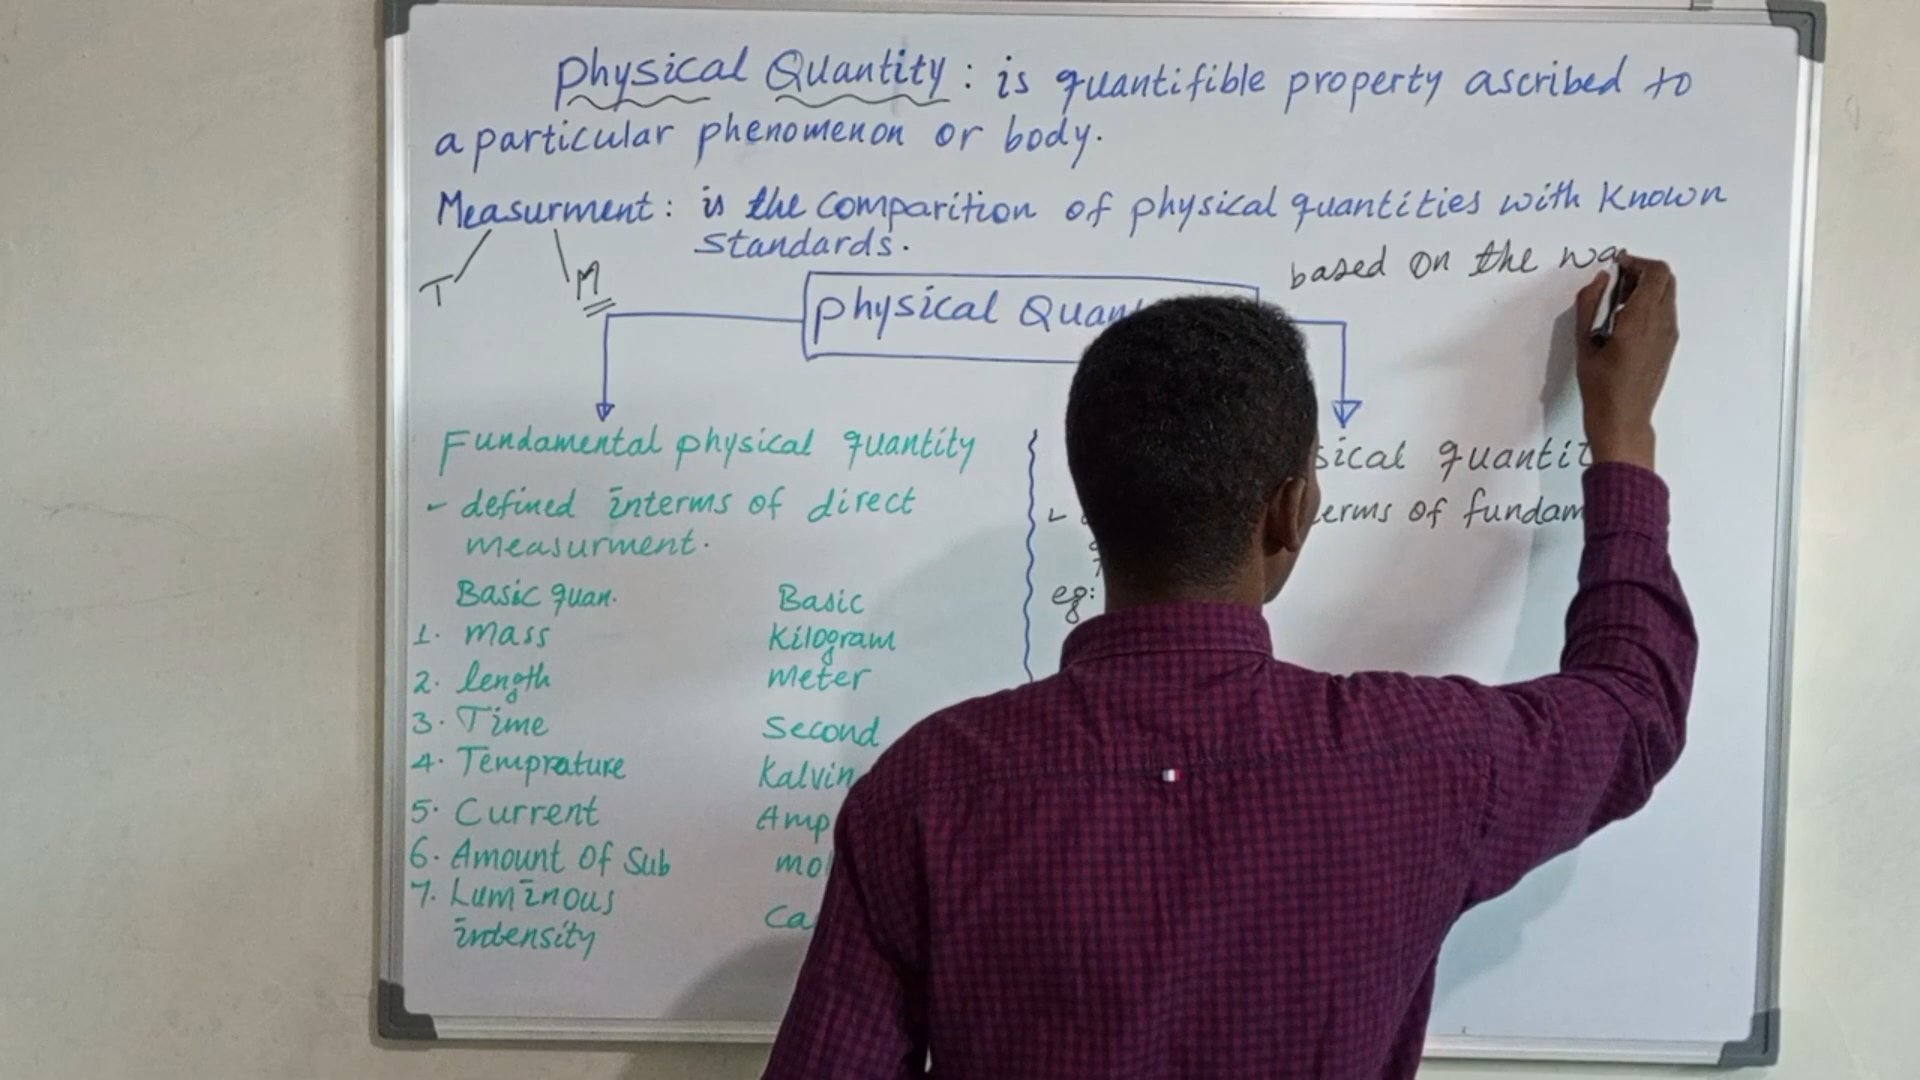 Physical Quantity : is quantifible property ascribed to
a particular phenomenon or body.
Measurment : is the comparition of physical quantities with known
standards.
T
M
based on the
physical
Fundamental physical quantity
- defined interms of direct
measurment.
Basic quan.
Basic
1. mass
Kilogram
2. length
meter
3. Time
Second
4. Temprature
Kalvin
5. Current
Amp
6. Amount of Sub
mol
7. Luminous
intensity
Ca
quantit
of fundam
eg: